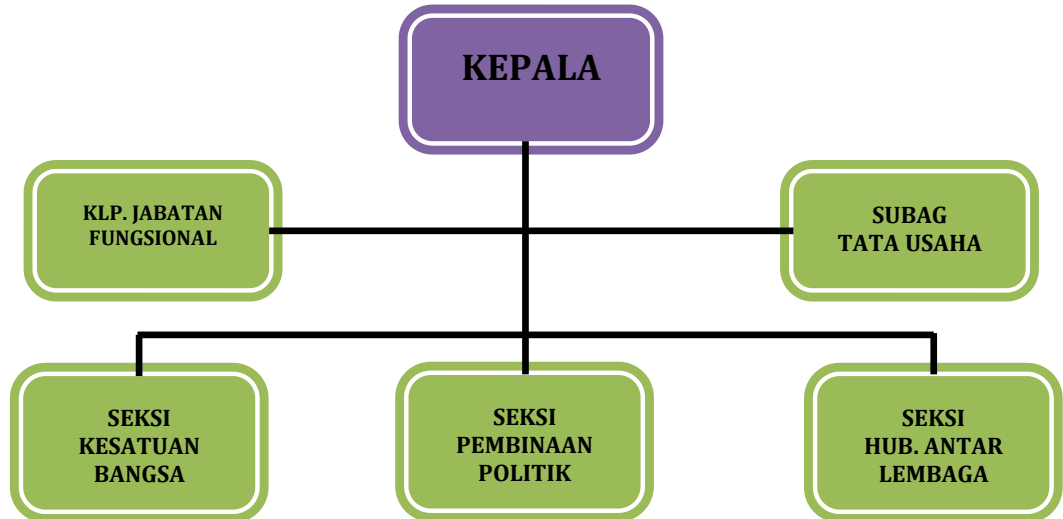 KEPALA
KLP. JABATAN
FUNGSIONAL
SUBAG
TATA USAHA
SEKSI
KESATUAN
BANGSA
SEKSI
PEMBINAAN
POLITIK
SEKSI
HUB. ANTAR
LEMBAGA